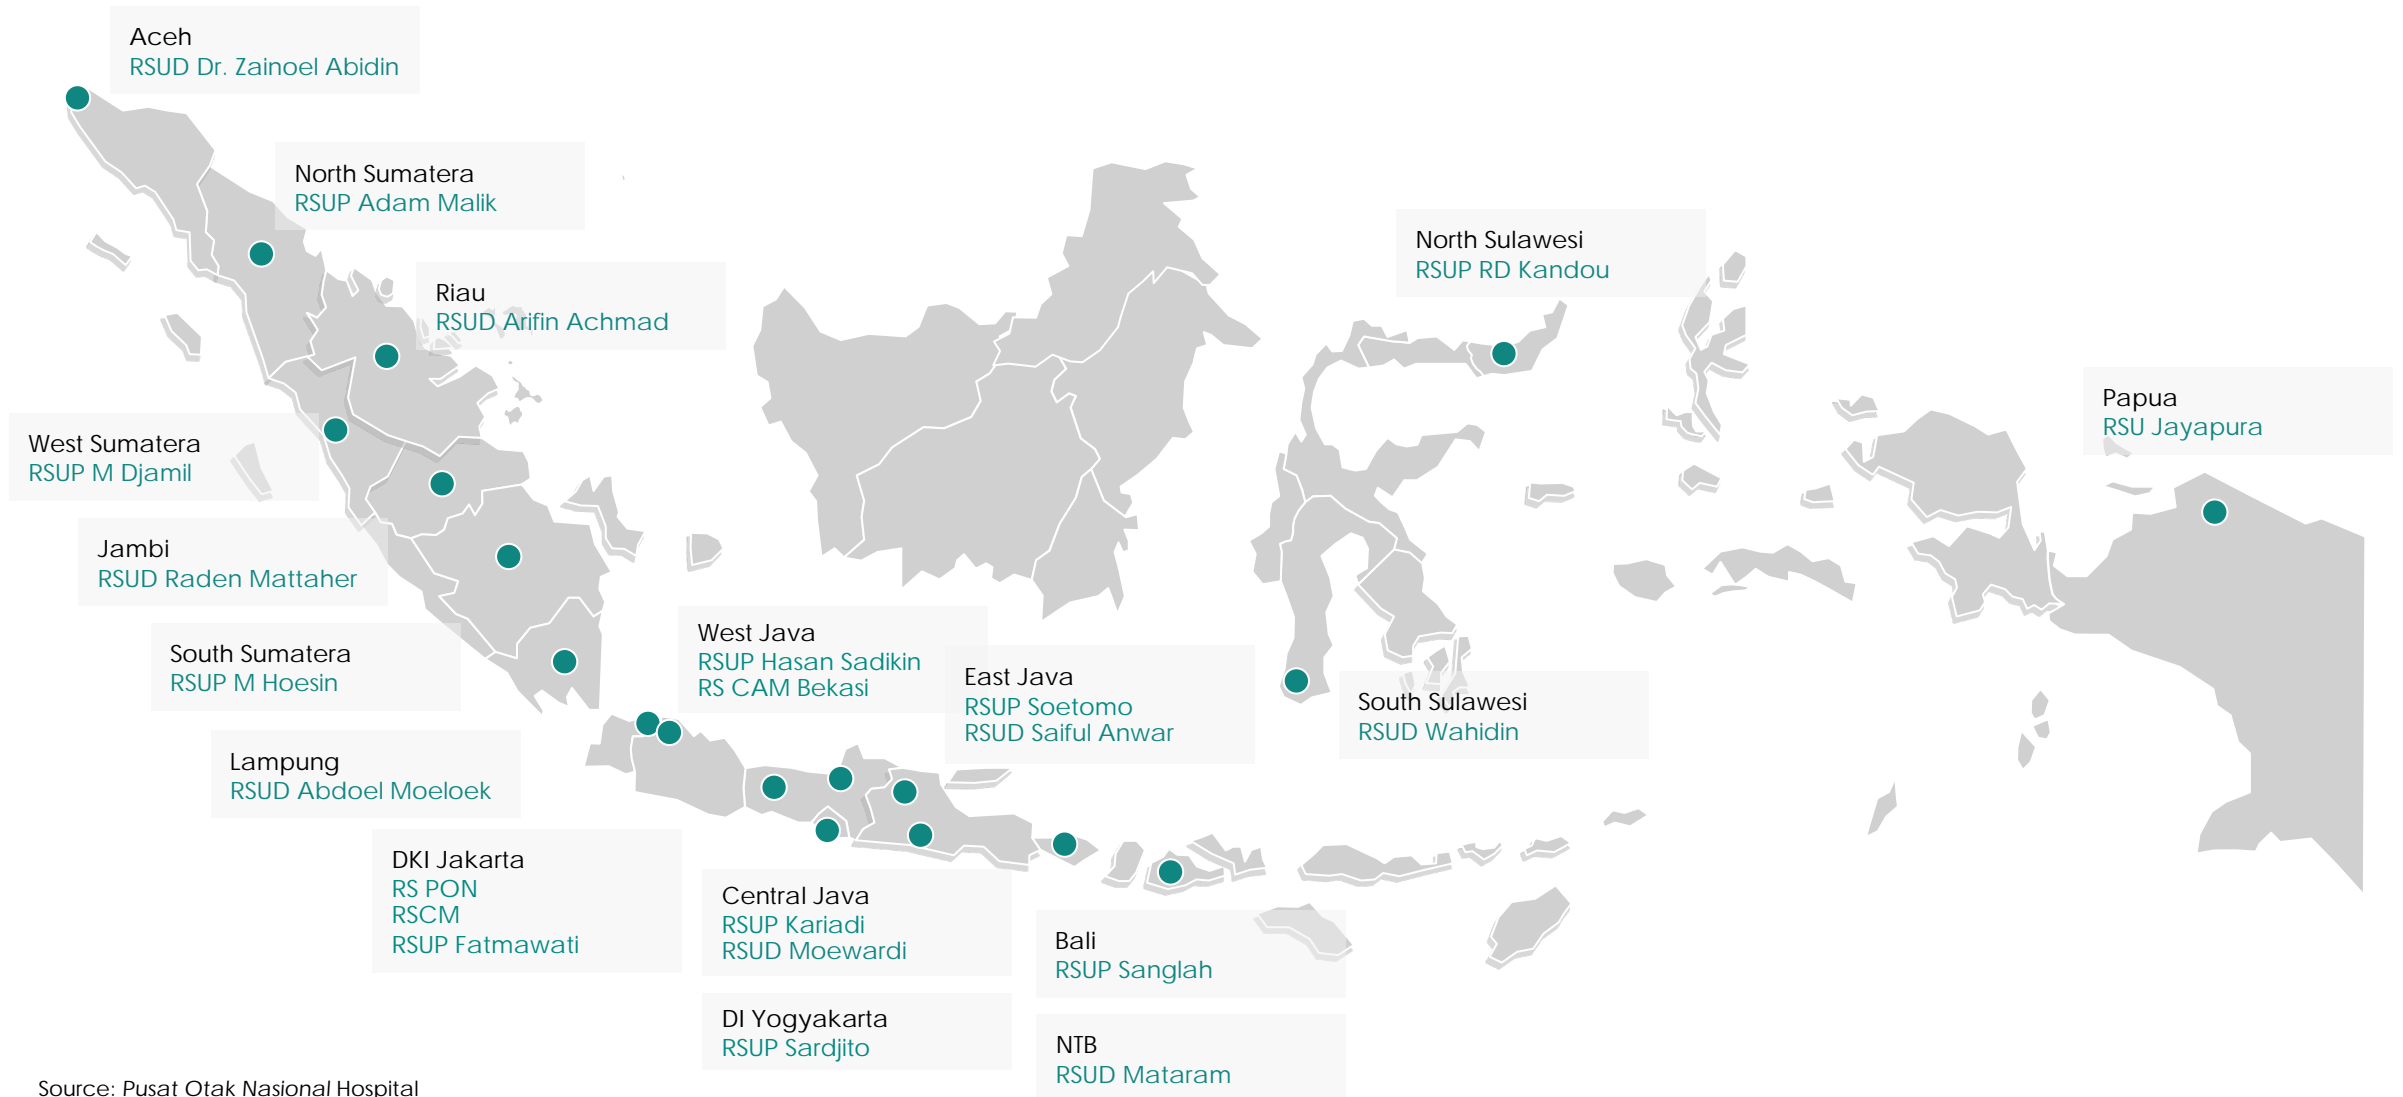 Aceh
RSUD Dr. Zainoel Abidin
North Sumatera
RSUP Adam Malik
Riau
RSUD Arifin Achmad
West Sumatera
RSUP M Djamil
Jambi
RSUD Raden Mattaher
South Sumatera
RSUP M Hoesin
Lampung
RSUD Abdoel Moeloek
DKI Jakarta
RS PON
RSCM
RSUP Fatmawati
West Java
RSUP Hasan Sadikin
RS CAM Bekasi
Central Java
RSUP Kariadi
RSUD Moewardi
DI Yogyakarta
RSUP Sardjito
East Java
RSUP Soetomo
RSUD Saiful Anwar
Bali
RSUP Sanglah
NTB
RSUD Mataram
North Sulawesi
RSUP RD Kandou
South Sulawesi
RSUD Wahidin
Papua
RSU Jayapura
Source: Pusat Otak Nasional Hospital